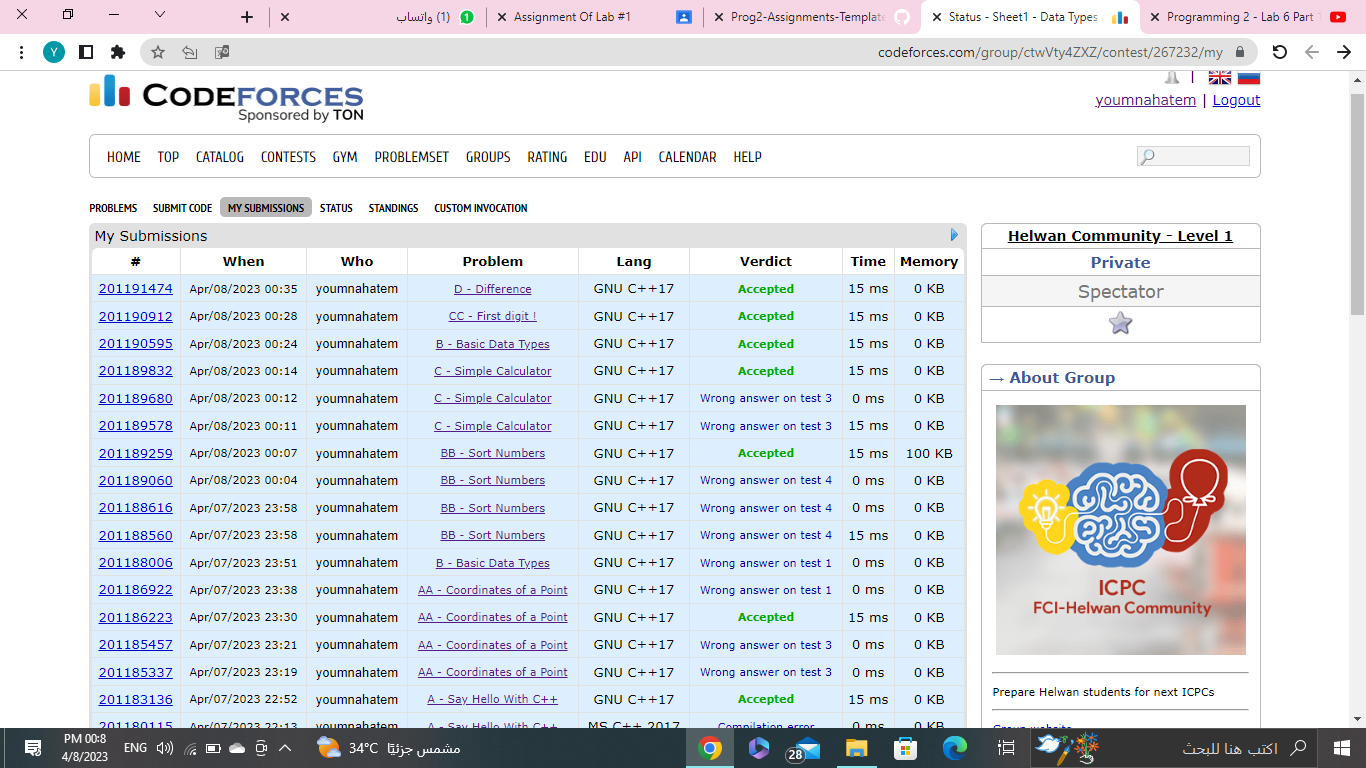 (1) واتساب
Assignment Of Lab #1
Prog2-Assignments-Template
Status - Sheet1 - Data Types
Programming 2 - Lab 6 Part 1
Y
codeforces.com/group/ctwVty4ZXZ/contest/267232/my
CODEFORCES
Sponsored by TON
youmnahatem | Logout
HOME TOP CATALOG CONTESTS GYM PROBLEMSET GROUPS RATING EDU API CALENDAR HELP
PROBLEMS SUBMIT CODE MY SUBMISSIONS STATUS STANDINGS CUSTOM INVOCATION
My Submissions
# When Who Problem Lang Verdict Time Memory
201191474 Apr/08/2023 00:35 youmnahatem D - Difference GNU C++17 Accepted 15 ms 0 KB
201190912 Apr/08/2023 00:28 youmnahatem CC - First digit ! GNU C++17 Accepted 15 ms 0 KB
201190595 Apr/08/2023 00:24 youmnahatem B - Basic Data Types GNU C++17 Accepted 15 ms 0 KB
201189832 Apr/08/2023 00:14 youmnahatem C - Simple Calculator GNU C++17 Accepted 15 ms 0 KB
201189680 Apr/08/2023 00:12 youmnahatem C - Simple Calculator GNU C++17 Wrong answer on test 3 0 ms 0 KB
201189578 Apr/08/2023 00:11 youmnahatem C - Simple Calculator GNU C++17 Wrong answer on test 3 15 ms 0 KB
201189259 Apr/08/2023 00:07 youmnahatem BB - Sort Numbers GNU C++17 Accepted 15 ms 100 KB
201189060 Apr/08/2023 00:04 youmnahatem BB - Sort Numbers GNU C++17 Wrong answer on test 4 0 ms 0 KB
201188616 Apr/07/2023 23:58 youmnahatem BB - Sort Numbers GNU C++17 Wrong answer on test 4 0 ms 0 KB
201188560 Apr/07/2023 23:58 youmnahatem BB - Sort Numbers GNU C++17 Wrong answer on test 4 15 ms 0 KB
201188006 Apr/07/2023 23:51 youmnahatem B - Basic Data Types GNU C++17 Wrong answer on test 1 0 ms 0 KB
201186922 Apr/07/2023 23:38 youmnahatem AA - Coordinates of a Point GNU C++17 Wrong answer on test 1 0 ms 0 KB
201186223 Apr/07/2023 23:30 youmnahatem AA - Coordinates of a Point GNU C++17 Accepted 15 ms 0 KB
201185457 Apr/07/2023 23:21 youmnahatem AA - Coordinates of a Point GNU C++17 Wrong answer on test 3 0 ms 0 KB
201185337 Apr/07/2023 23:19 youmnahatem AA - Coordinates of a Point GNU C++17 Wrong answer on test 3 0 ms 0 KB
201183136 Apr/07/2023 22:52 youmnahatem A - Say Hello With C++ GNU C++17 Accepted 15 ms 0 KB
201180115 Apr/07/2023 22:13 youmnahatem A - Say Hello With C++ MS C++ 2017 Compilation error 0 ms 0 KB
Helwan Community - Level 1
Private
Spectator
→ About Group
ICPC
FCI-Helwan Community
Prepare Helwan students for next ICPCs
Group website
PM 00:8
4/8/2023
ENG
34°C مشمس جزئيًا
28
اكتب هنا للبحث